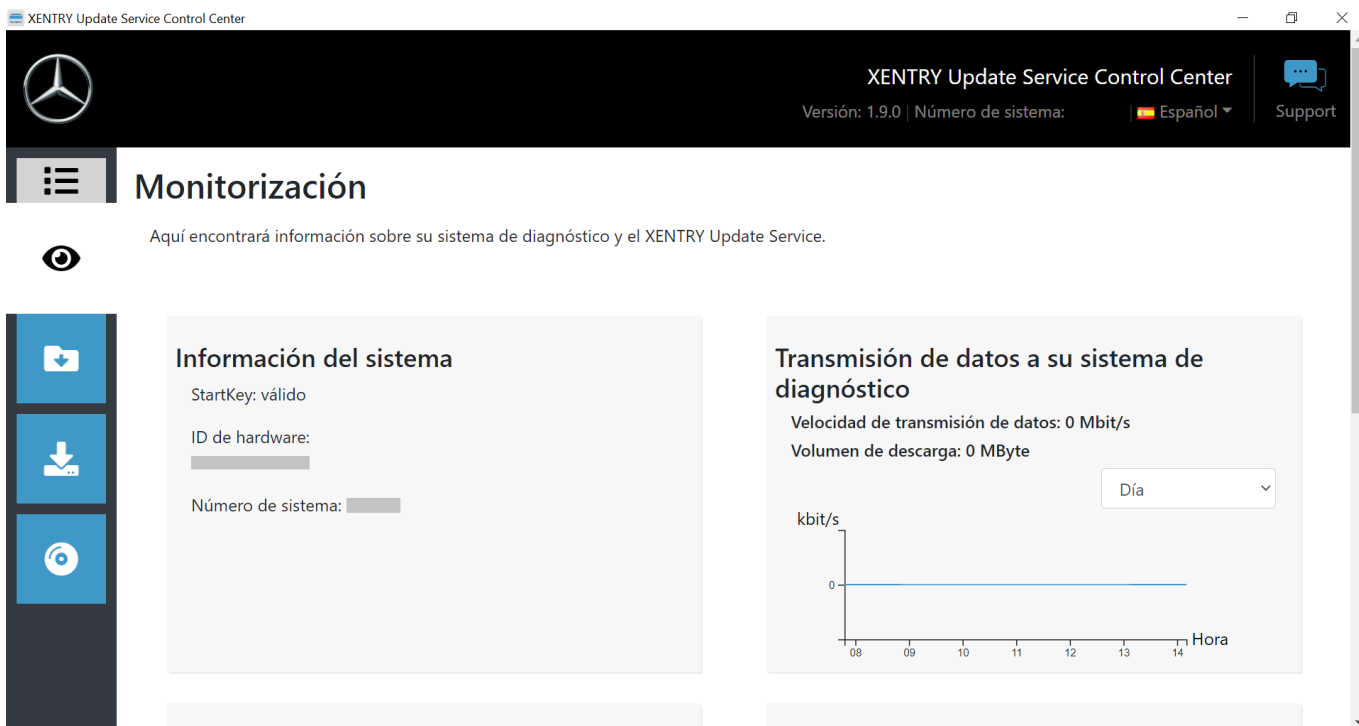 XENTRY Update Service Control Center
XENTRY Update Service Control Center
Versión: 1.9.0 | Número de sistema: | Español
Support
Monitorización
Aquí encontrará información sobre su sistema de diagnóstico y el XENTRY Update Service.
Información del sistema
StartKey: válido
ID de hardware:
Número de sistema:
Transmisión de datos a su sistema de
diagnóstico
Velocidad de transmisión de datos: 0 Mbit/s
Volumen de descarga: 0 MByte
Día
kbit/s
0
Hora
08 09 10 11 12 13 14